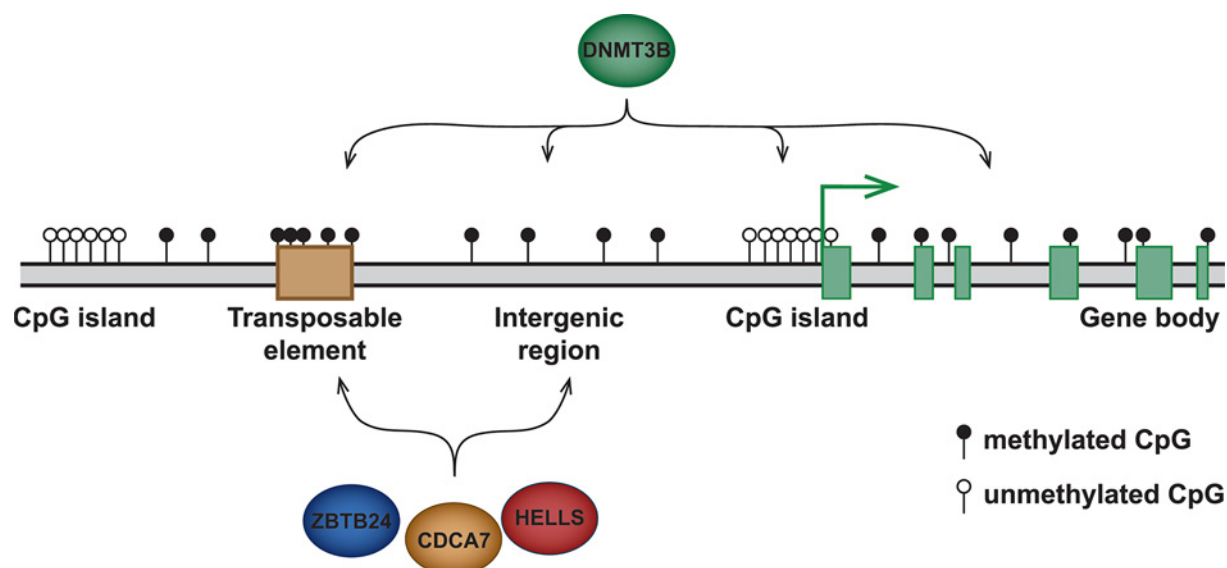 DNMT3B
CpG island
Transposable
element
Intergenic
region
CpG island
Gene body
methylated CpG
unmethylated CpG
ZBTB24
CDCA7
HELLS